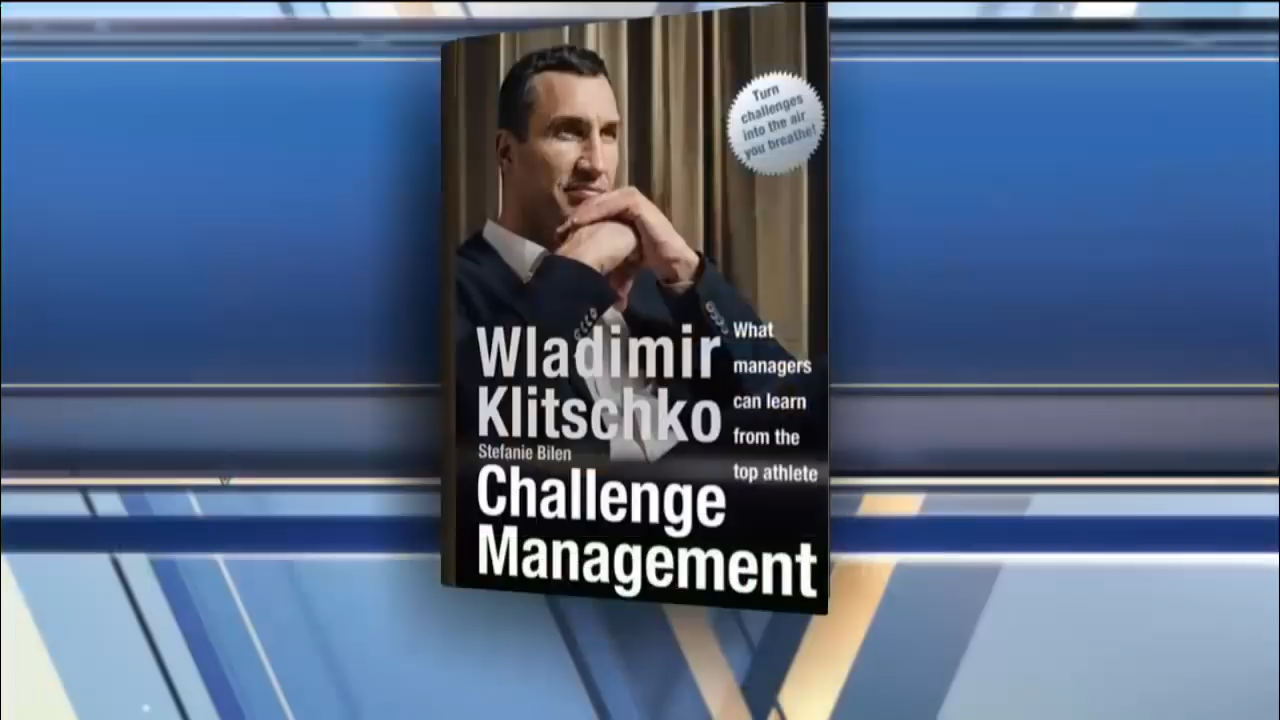 Turn
challenges
into the air
you breathe!
Wladimir
Klitschko
Stefanie Bilen
Challenge
Management
What
managers
can learn
from the
top athlete